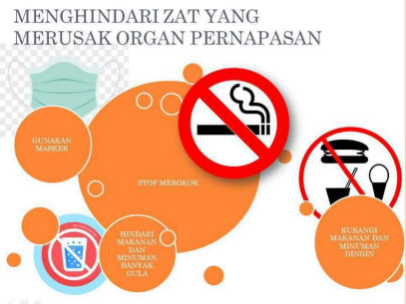 MENGHINDARI ZAT YANG
MERUSAK ORGAN PERNAPASAN
GUNAKAN
MASKER
STOP MEROKOK
HINDARI
MAKANAN
DAN
MINUMAN
BANYAK
GULA
KURANGI
MAKANAN DAN
MINUMAN
DINGIN